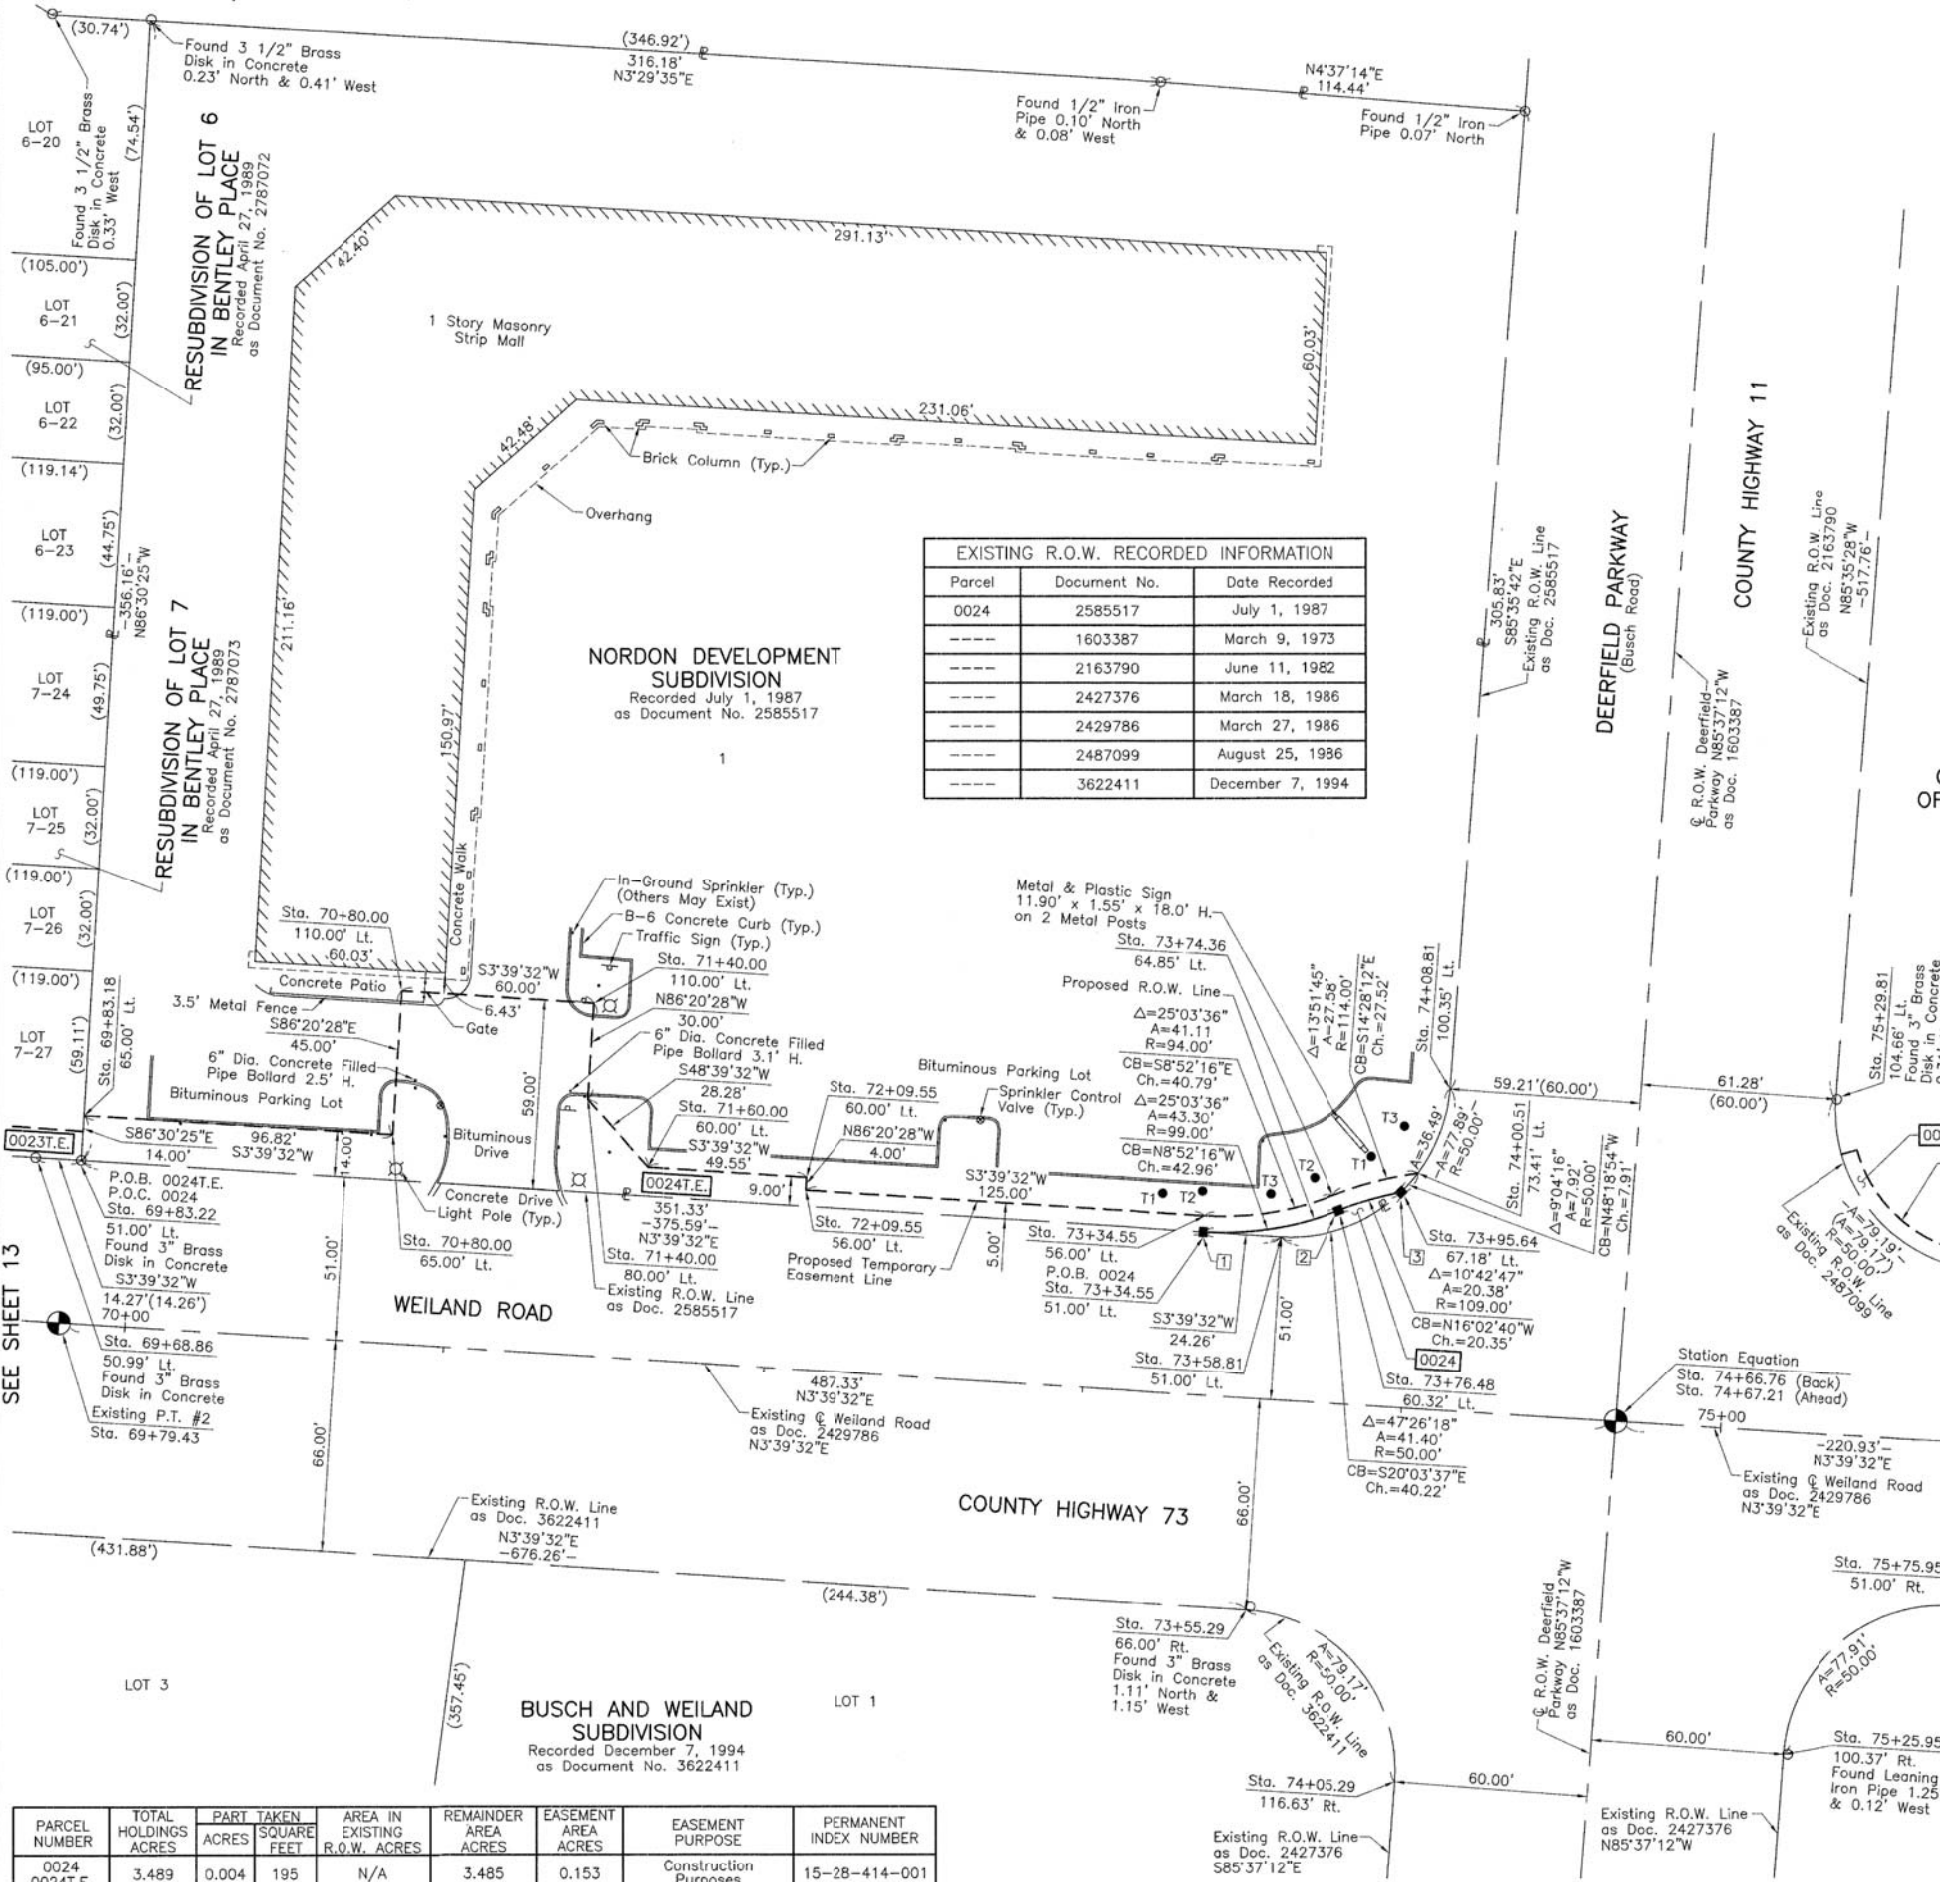 (30.74')
Found 3 1/2" Brass
Disk in Concrete
0.23' North & 0.41' West
(346.92')
316.18'
N3°29'35"E
N4°37'14"E
114.44'
Found 1/2" Iron
Pipe 0.10' North
& 0.08' West
Found 1/2" Iron
Pipe 0.07' North
LOT
6-20
Found 3 1/2" Brass
Disk in Concrete
0.33' West
(74.54')
RESUBDIVISION OF LOT 6
IN BENTLEY PLACE
Recorded April 27, 1989
as Document No. 2787072
(105.00')
LOT
6-21
(32.00')
(95.00')
LOT
6-22
(32.00')
(119.14')
LOT
6-23
(44.75')
-356.16'-
N86°30'25"W
(119.00')
LOT
7-24
(49.75')
RESUBDIVISION OF LOT 7
IN BENTLEY PLACE
Recorded April 27, 1989
as Document No. 2787073
(119.00')
LOT
7-25
(32.00')
(119.00')
LOT
7-26
(32.00')
(119.00')
LOT
7-27
(59.11')
Sta. 69+83.18
65.00' Lt.
42.40'
291.13'
1 Story Masonry
Strip Mall
60.03'
231.06'
42.48'
Brick Column (Typ.)
Overhang
211.16'
150.97'
Concrete Walk
NORDON DEVELOPMENT
SUBDIVISION
Recorded July 1, 1987
as Document No. 2585517
1
EXISTING R.O.W. RECORDED INFORMATION
Parcel Document No. Date Recorded
0024 2585517 July 1, 1987
---- 1603387 March 9, 1973
---- 2163790 June 11, 1982
---- 2427376 March 18, 1986
---- 2429786 March 27, 1986
---- 2487099 August 25, 1986
---- 3622411 December 7, 1994
305.83'
S85°35'42"E
Existing R.O.W. Line
as Doc. 2585517
DEERFIELD PARKWAY
(Busch Road)
COUNTY HIGHWAY 11
℄ R.O.W. Deerfield
Parkway N85°37'12"W
as Doc. 1603387
Existing R.O.W. Line
as Doc. 2163790
N85°35'28"W
-517.76'-
OF
Sta. 70+80.00
110.00' Lt.
60.03'
Concrete Patio
3.5' Metal Fence
S86°20'28"E
45.00'
6" Dia. Concrete Filled
Pipe Bollard 2.5' H.
Bituminous Parking Lot
6.43'
Gate
S3°39'32"W
60.00'
In-Ground Sprinkler (Typ.)
(Others May Exist)
B-6 Concrete Curb (Typ.)
Traffic Sign (Typ.)
Sta. 71+40.00
110.00' Lt.
N86°20'28"W
30.00'
6" Dia. Concrete Filled
Pipe Bollard 3.1' H.
S48°39'32"W
28.28'
Sta. 71+60.00
60.00' Lt.
S3°39'32"W
49.55'
59.00'
Bituminous
Drive
0024T.E.
9.00'
Sta. 72+09.55
60.00' Lt.
N86°20'28"W
4.00'
Bituminous Parking Lot
Sprinkler Control
Valve (Typ.)
S3°39'32"W
125.00'
Metal & Plastic Sign
11.90' x 1.55' x 18.0' H.
on 2 Metal Posts
Sta. 73+74.36
64.85' Lt.
Proposed R.O.W. Line
Δ=25°03'36"
A=41.11
R=94.00'
CB=S8°52'16"E
Ch.=40.79'
Δ=25°03'36"
A=43.30'
R=99.00'
CB=N8°52'16"W
Ch.=42.96'
Δ=13°51'45"
A=27.58'
R=114.00'
CB=S14°28'12"E
Ch.=27.52'
Sta. 74+08.81
100.35' Lt.
T1 T2 T3 T2 T1 T3
A=36.49'
-A=77.89'-
R=50.00'
59.21'(60.00')
61.28'
(60.00')
Sta. 74+00.51
73.41' Lt.
Δ=9°04'16"
A=7.92'
R=50.00'
CB=N48°18'54"W
Ch.=7.91'
Sta. 75+29.81
104.66' Lt.
Found 3" Brass
Disk in Concrete
-A=79.19'-
(A=79.17')
R=50.00'
Existing R.O.W. Line
as Doc. 2487099
0023T.E.
S86°30'25"E
14.00'
96.82'
S3°39'32"W
14.00'
P.O.B. 0024T.E.
P.O.C. 0024
Sta. 69+83.22
51.00' Lt.
Found 3" Brass
Disk in Concrete
S3°39'32"W
14.27'(14.26')
70+00
Sta. 69+68.86
50.99' Lt.
Found 3" Brass
Disk in Concrete
Existing P.T. #2
Sta. 69+79.43
SEE SHEET 13
51.00'
Concrete Drive
Light Pole (Typ.)
Sta. 70+80.00
65.00' Lt.
WEILAND ROAD
351.33'
-375.59'-
N3°39'32"E
Sta. 71+40.00
80.00' Lt.
Existing R.O.W. Line
as Doc. 2585517
Sta. 72+09.55
56.00' Lt.
Proposed Temporary
Easement Line
5.00'
Sta. 73+34.55
56.00' Lt.
P.O.B. 0024
Sta. 73+34.55
51.00' Lt.
1
2
3
S3°39'32"W
24.26'
Sta. 73+58.81
51.00' Lt.
51.00'
Sta. 73+95.64
67.18' Lt.
Δ=10°42'47"
A=20.38'
R=109.00'
CB=N16°02'40"W
Ch.=20.35'
0024
Sta. 73+76.48
60.32' Lt.
Δ=47°26'18"
A=41.40'
R=50.00'
CB=S20°03'37"E
Ch.=40.22'
Station Equation
Sta. 74+66.76 (Back)
Sta. 74+67.21 (Ahead)
75+00
-220.93'-
N3°39'32"E
Existing ℄ Weiland Road
as Doc. 2429786
N3°39'32"E
487.33'
N3°39'32"E
Existing ℄ Weiland Road
as Doc. 2429786
N3°39'32"E
66.00'
66.00'
COUNTY HIGHWAY 73
Existing R.O.W. Line
as Doc. 3622411
N3°39'32"E
-676.26'-
(431.88')
(244.38')
(357.45')
LOT 3
LOT 1
BUSCH AND WEILAND
SUBDIVISION
Recorded December 7, 1994
as Document No. 3622411
Sta. 73+55.29
66.00' Rt.
Found 3" Brass
Disk in Concrete
1.11' North &
1.15' West
A=79.17'
R=50.00'
Existing R.O.W. Line
as Doc. 3622411
Sta. 74+05.29
116.63' Rt.
60.00'
Existing R.O.W. Line
as Doc. 2427376
S85°37'12"E
℄ R.O.W. Deerfield
Parkway N85°37'12"W
as Doc. 1603387
Sta. 75+75.95
51.00' Rt.
A=77.91'
R=50.00'
60.00'
Sta. 75+25.95
100.37' Rt.
Found Leaning
Iron Pipe 1.25
& 0.12' West
Existing R.O.W. Line
as Doc. 2427376
N85°37'12"W
PARCEL NUMBER TOTAL HOLDINGS ACRES PART TAKEN ACRES SQUARE FEET AREA IN EXISTING R.O.W. ACRES REMAINDER AREA ACRES EASEMENT AREA ACRES EASEMENT PURPOSE PERMANENT INDEX NUMBER
0024 3.489 0.004 195 N/A 3.485 0.153 Construction Purposes 15-28-414-001
0024T.E.